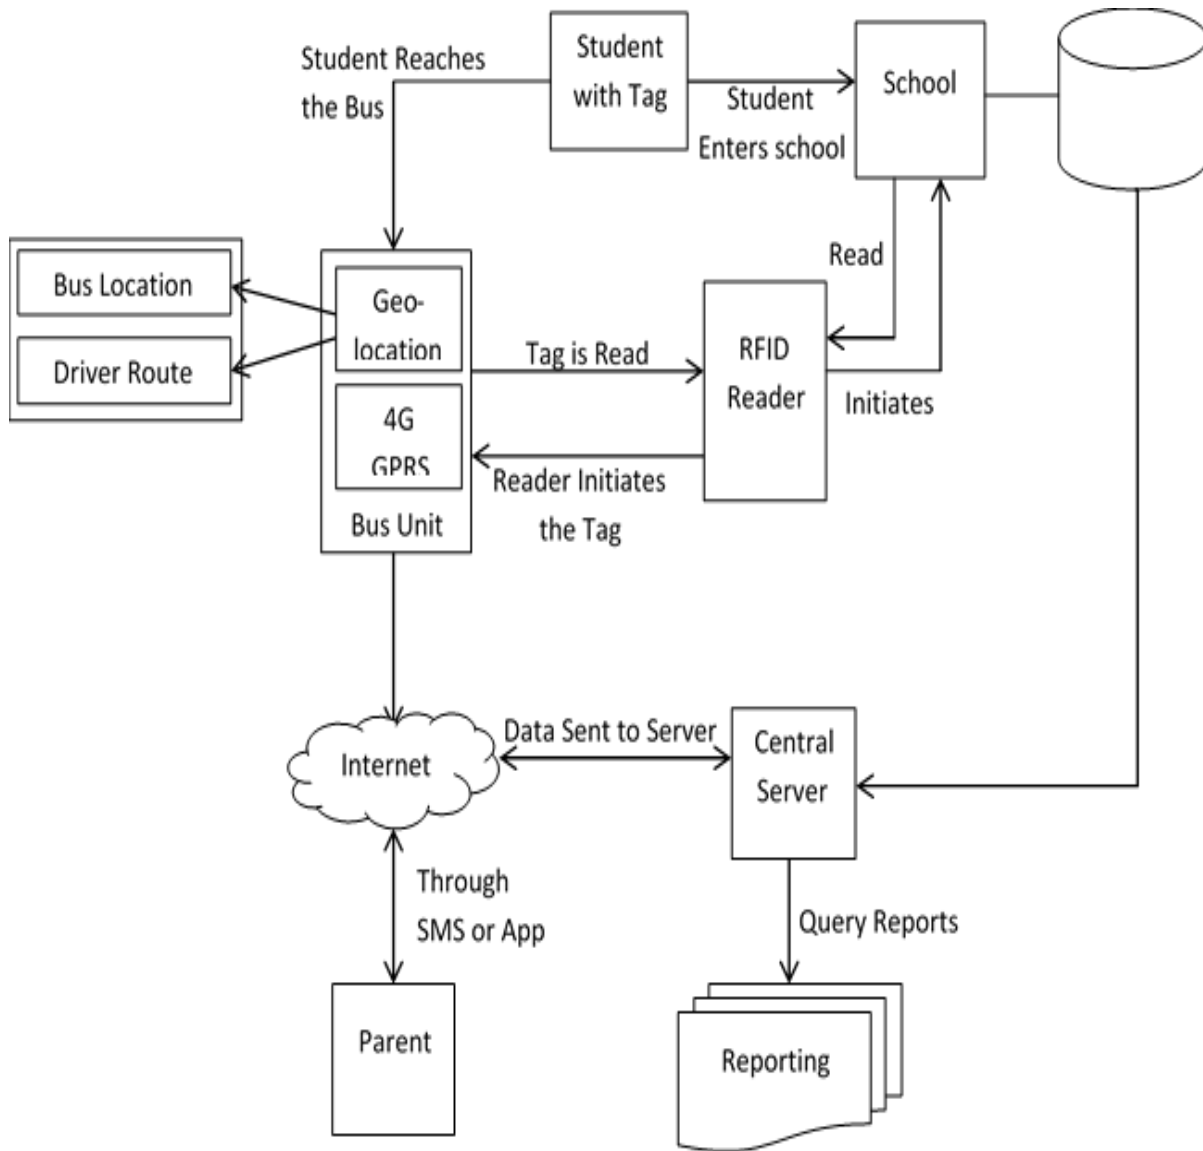 Student Reaches
the Bus
Student
with Tag
Student
Enters school
School
Bus Location
Driver Route
Geo-
location
4G
GPRS
Bus Unit
Tag is Read
Reader Initiates
the Tag
RFID
Reader
Read
Initiates
Internet
Data Sent to Server
Central
Server
Through
SMS or App
Query Reports
Parent
Reporting